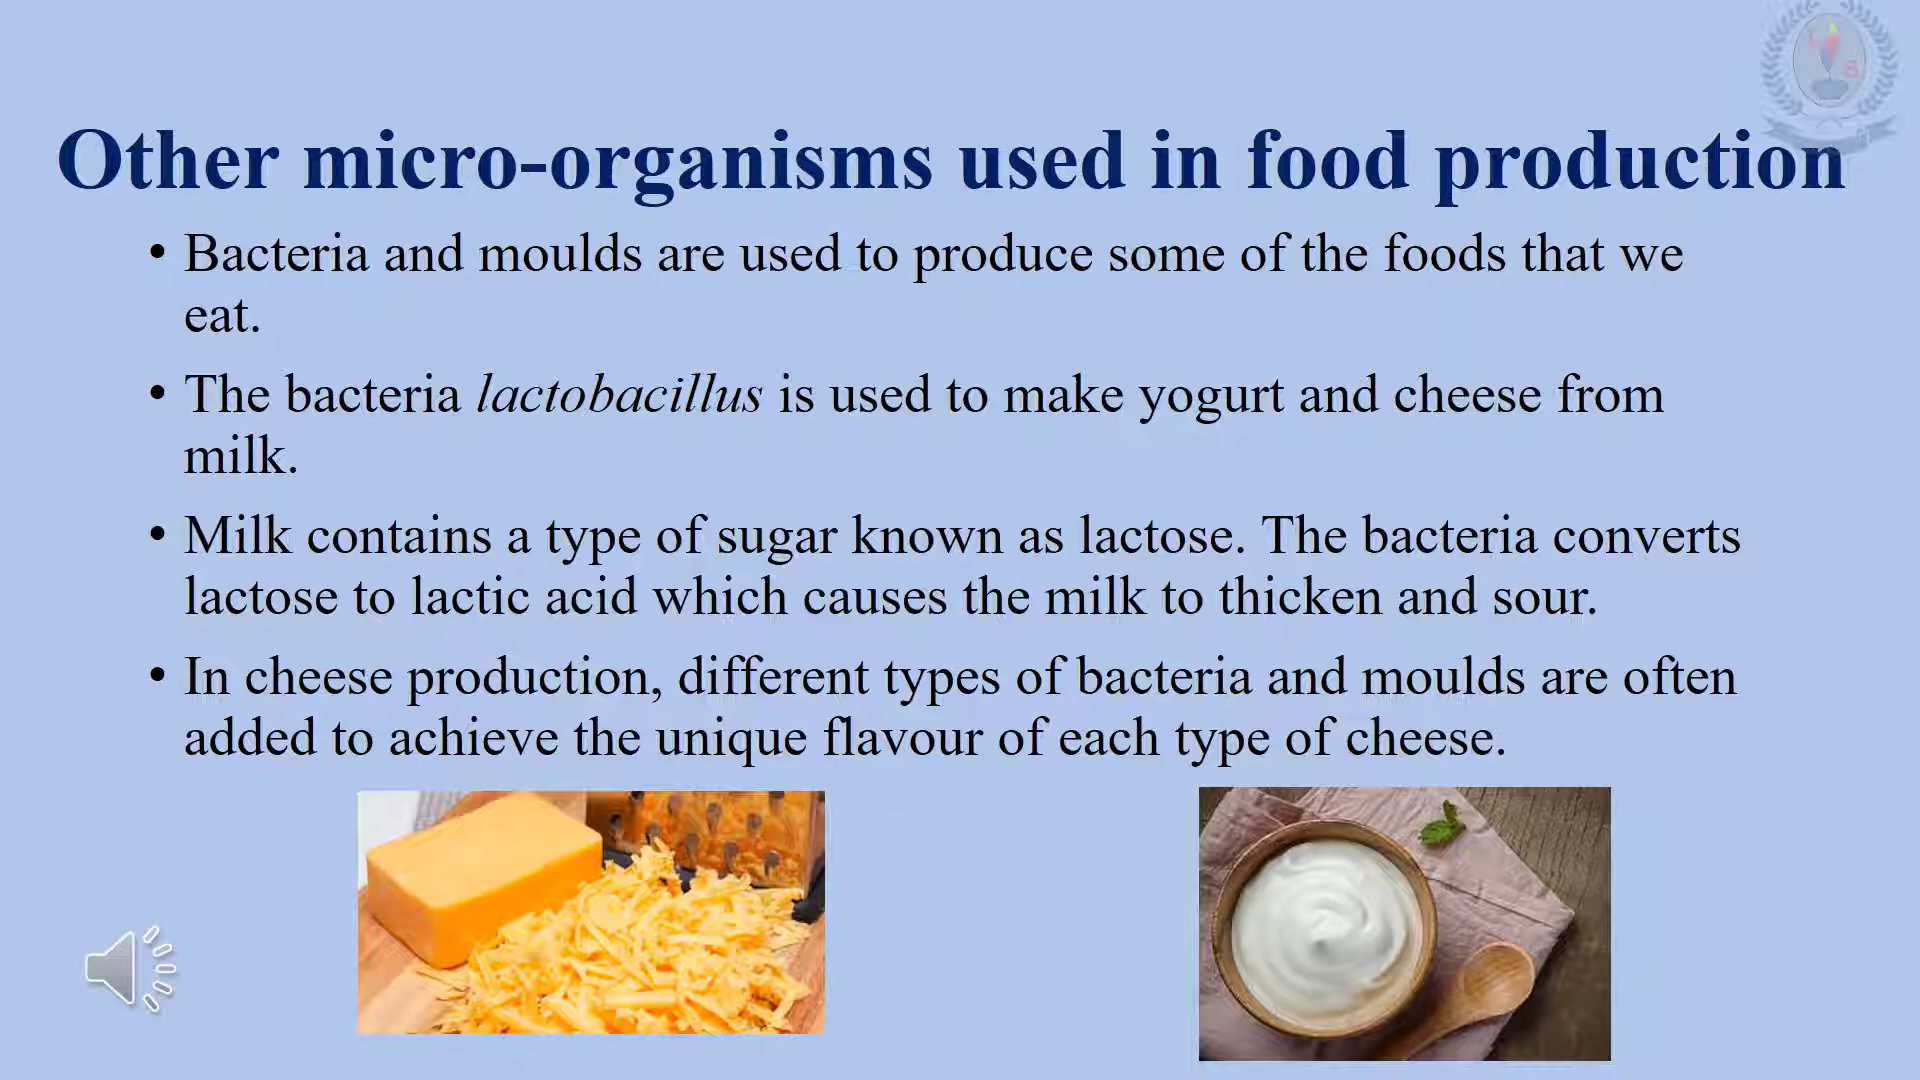 Other micro-organisms used in food production
• Bacteria and moulds are used to produce some of the foods that we
eat.
• The bacteria lactobacillus is used to make yogurt and cheese from
milk.
• Milk contains a type of sugar known as lactose. The bacteria converts
lactose to lactic acid which causes the milk to thicken and sour.
• In cheese production, different types of bacteria and moulds are often
added to achieve the unique flavour of each type of cheese.